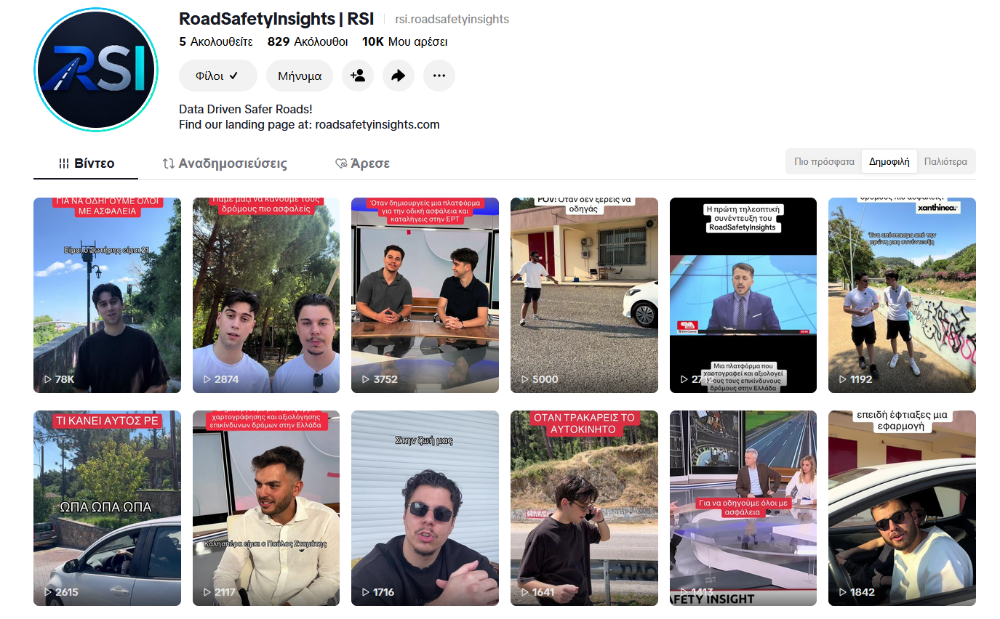 RSI
RoadSafetyInsights | RSI
rsi.roadsafetyinsights
5 Ακολουθείτε 829 Ακόλουθοι 10K Μου αρέσει
Φίλοι
Μήνυμα
Data Driven Safer Roads!
Find our landing page at: roadsafetyinsights.com
Βίντεο
Αναδημοσιεύσεις
Άρεσε
Πιο πρόσφατα
Δημοφιλή
Παλιότερα
ΓΙΑ ΝΑ ΟΔΗΓΟΥΜΕ ΟΛΟΙ
ΜΕ ΑΣΦΑΛΕΙΑ
Είμαι ο Σωτήρης είμαι 21
78K
Πάμε μαζί να κάνουμε τους
δρόμους πιο ασφαλείς
2874
Όταν δημιουργείς μια πλατφόρμα
για την οδική ασφάλεια και
καταλήγεις στην ΕΡΤ
3752
POV: Όταν δεν ξέρεις να
οδηγάς
5000
Η πρώτη τηλεοπτική
συνέντευξη του
RoadSafetyInsights
ENA
Μια πλατφόρμα που
χαρτογραφεί και αξιολογεί
τους επικίνδυνους
δρόμους στην Ελλάδα
δρόμους πιο ασφαλείς!
xanthinea.
Ένα απόσπασμα από την
πρώτη μας συνέντευξη
1192
ΤΙ ΚΑΝΕΙ ΑΥΤΟΣ ΡΕ
ΩΠΑ ΩΠΑ ΩΠΑ
2615
χαρτογράφησης και αξιολόγησης
επικίνδυνων δρόμων στην Ελλάδα
Καλησπέρα είμαι ο Παύλος Σταμάτης
2117
Στην ζωή μας
1716
ΟΤΑΝ ΤΡΑΚΑΡΕΙΣ ΤΟ
ΑΥΤΟΚΙΝΗΤΟ
1641
Για να οδηγούμε όλοι με
ασφάλεια
1413
AFETY INSIGHT
επειδή έφτιαξες μια
εφαρμογή
1842